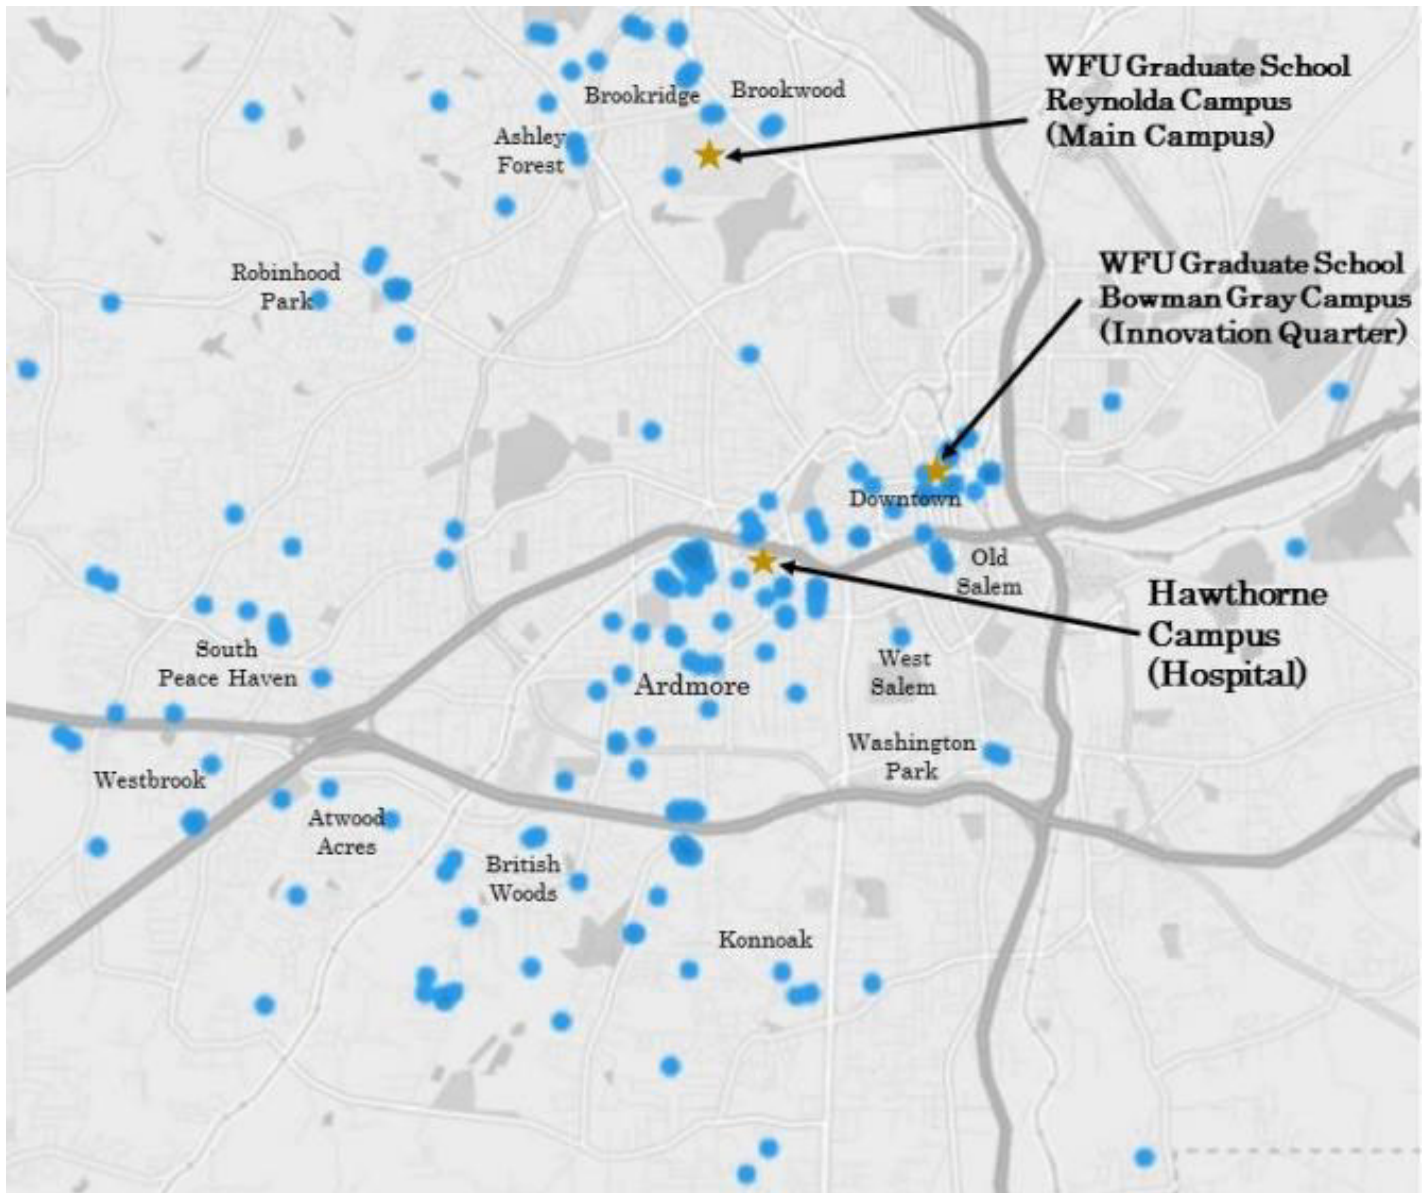 WFU Graduate School
Reynolda Campus
(Main Campus)
Brookridge
Brookwood
Ashley
Forest
WFU Graduate School
Bowman Gray Campus
(Innovation Quarter)
Robinhood
Park
Downtown
Old
Salem
Hawthorne
Campus
(Hospital)
South
Peace Haven
West
Salem
Ardmore
Washington
Park
Westbrook
Atwood
Acres
British
Woods
Konnoak